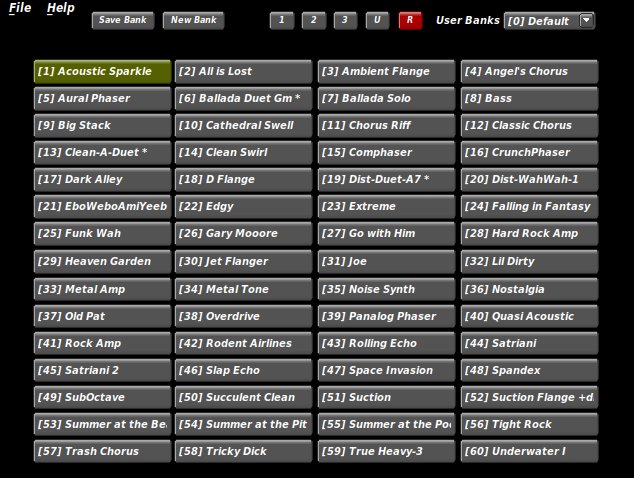 File Help
Save Bank New Bank 1 2 3 U R User Banks [0] Default
[1] Acoustic Sparkle [2] All is Lost [3] Ambient Flange [4] Angel's Chorus
[5] Aural Phaser [6] Ballada Duet Gm * [7] Ballada Solo [8] Bass
[9] Big Stack [10] Cathedral Swell [11] Chorus Riff [12] Classic Chorus
[13] Clean-A-Duet * [14] Clean Swirl [15] Comphaser [16] CrunchPhaser
[17] Dark Alley [18] D Flange [19] Dist-Duet-A7 * [20] Dist-WahWah-1
[21] EboWeboAmiYeeb [22] Edgy [23] Extreme [24] Falling in Fantasy
[25] Funk Wah [26] Gary Mooore [27] Go with Him [28] Hard Rock Amp
[29] Heaven Garden [30] Jet Flanger [31] Joe [32] Lil Dirty
[33] Metal Amp [34] Metal Tone [35] Noise Synth [36] Nostalgia
[37] Old Pat [38] Overdrive [39] Panalog Phaser [40] Quasi Acoustic
[41] Rock Amp [42] Rodent Airlines [43] Rolling Echo [44] Satriani
[45] Satriani 2 [46] Slap Echo [47] Space Invasion [48] Spandex
[49] SubOctave [50] Succulent Clean [51] Suction [52] Suction Flange +d
[53] Summer at the Be [54] Summer at the Pit [55] Summer at the Poo [56] Tight Rock
[57] Trash Chorus [58] Tricky Dick [59] True Heavy-3 [60] Underwater I